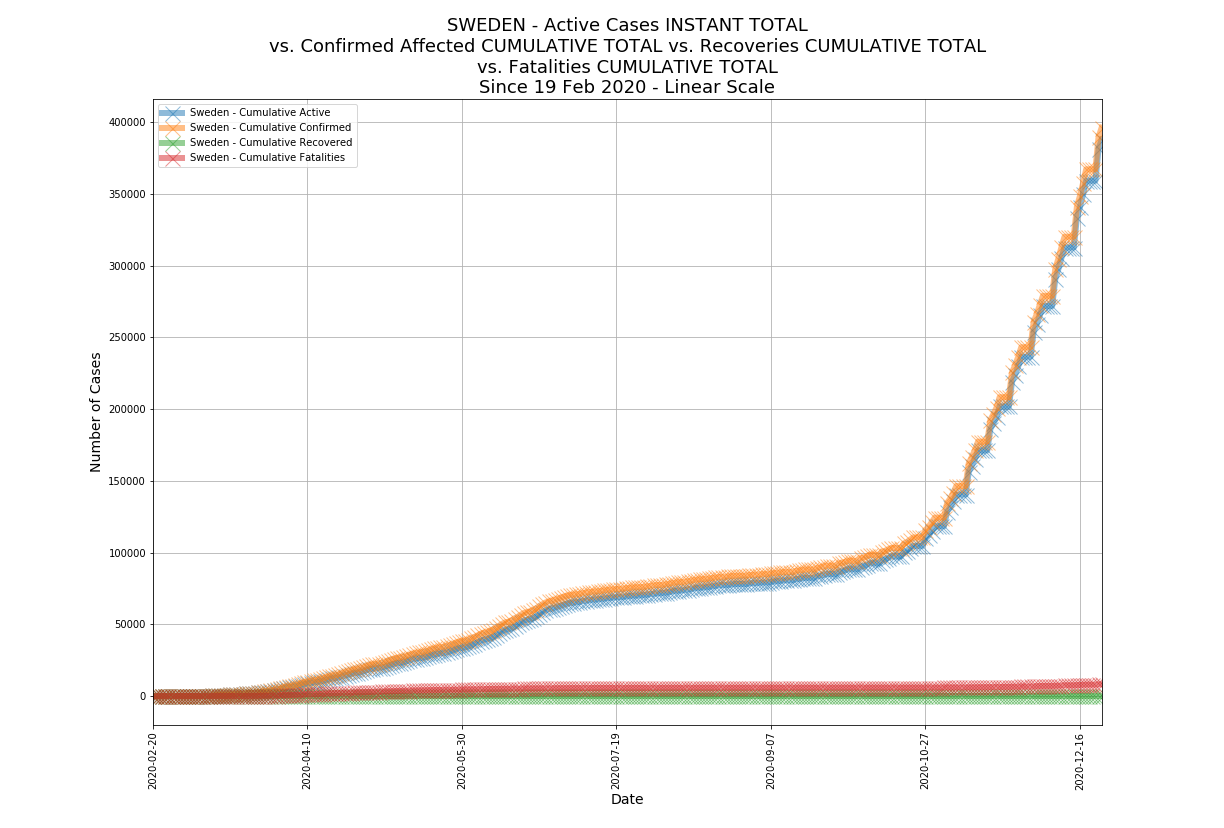 SWEDEN - Active Cases INSTANT TOTAL
vs. Confirmed Affected CUMULATIVE TOTAL vs. Recoveries CUMULATIVE TOTAL
vs. Fatalities CUMULATIVE TOTAL
Since 19 Feb 2020 - Linear Scale
Sweden - Cumulative Active
Sweden - Cumulative Confirmed
Sweden - Cumulative Recovered
Sweden - Cumulative Fatalities
Number of Cases
400000
350000
300000
250000
200000
150000
100000
50000
0
2020-02-20
2020-04-10
2020-05-30
2020-07-19
2020-09-07
2020-10-27
2020-12-16
Date